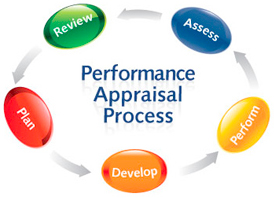 Review
Assess
Performance
Appraisal
Process
Plan
Perform
Develop